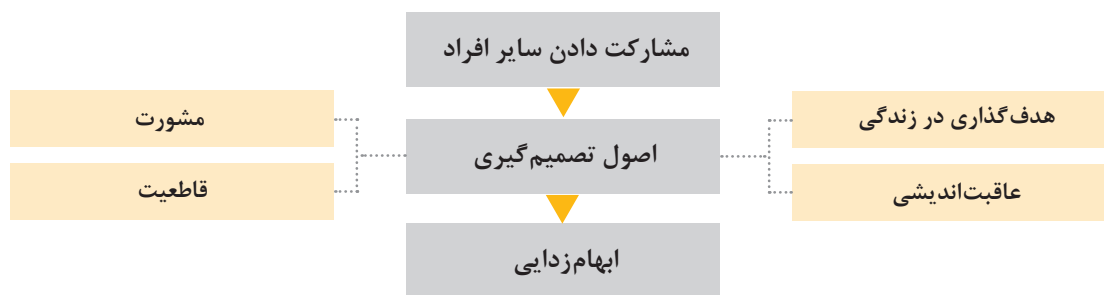 مشارکت دادن سایر افراد
هدف‌گذاری در زندگی
مشورت
اصول تصمیم‌گیری
عاقبت‌اندیشی
قاطعیت
ابهام‌زدایی